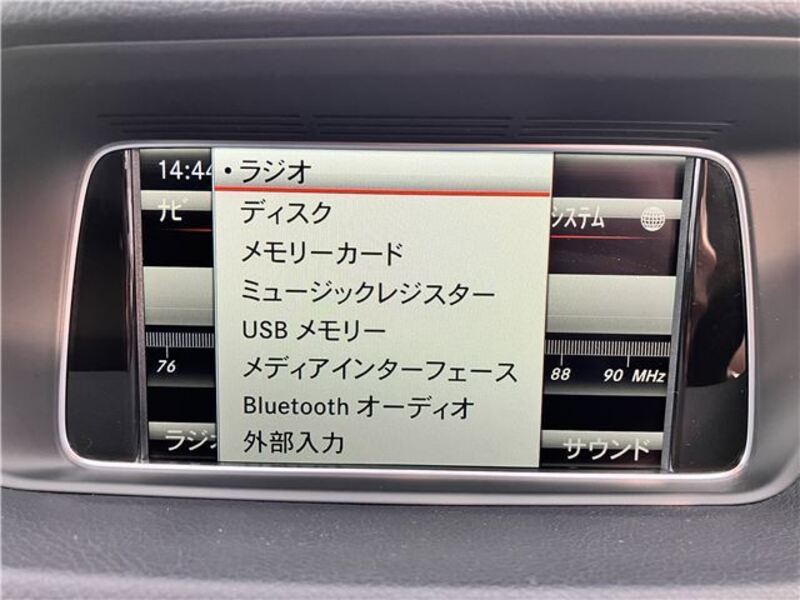 14:44
• ラジオ
ナビ
ディスク
システム
メモリーカード
ミュージックレジスター
USB メモリー
76
メディアインターフェース
88 90 MHz
Bluetooth オーディオ
ラジ
外部入力
サウンド